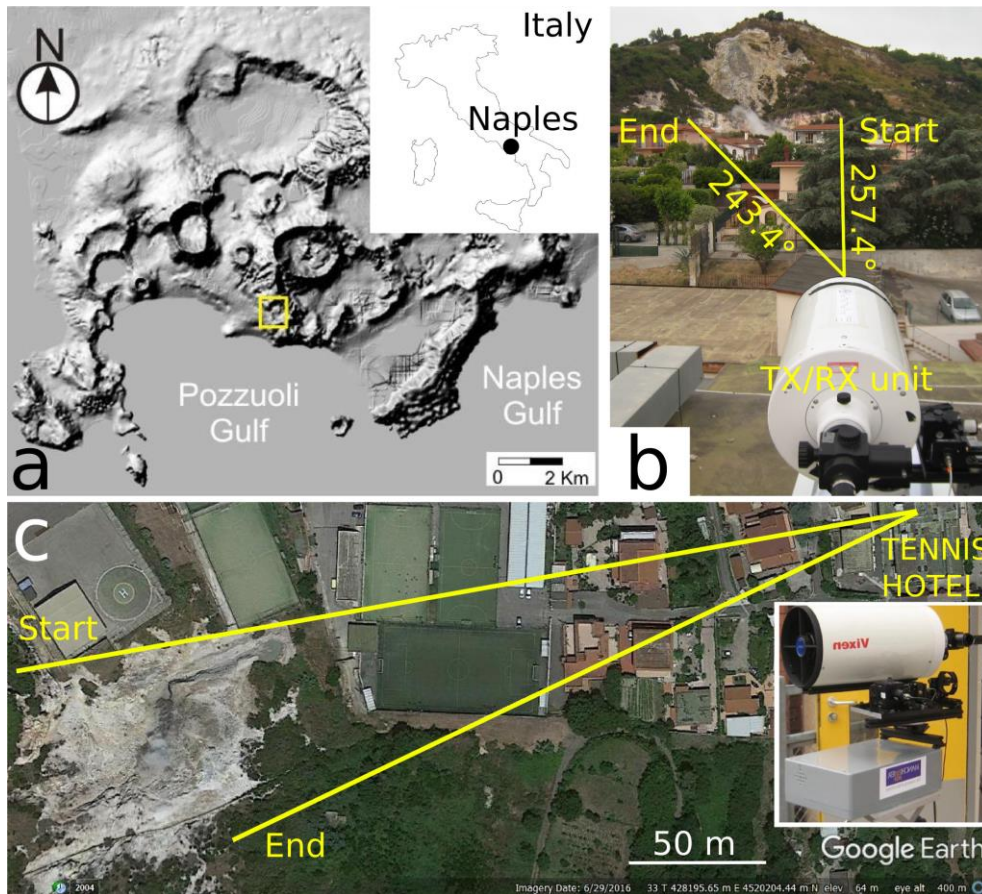 N
Italy
Naples
Pozzuoli
Gulf
Naples
Gulf
0 2 Km
a
End
Start
243.4°
257.4°
TX/RX unit
b
c
TENNIS
HOTEL
Start
Vixen
H
End
50 m
Google Earth
2004
Imagery Date: 6/29/2016 33 T 428195.65 m E 4520204.44 m N elev 64 m eye alt 400 m